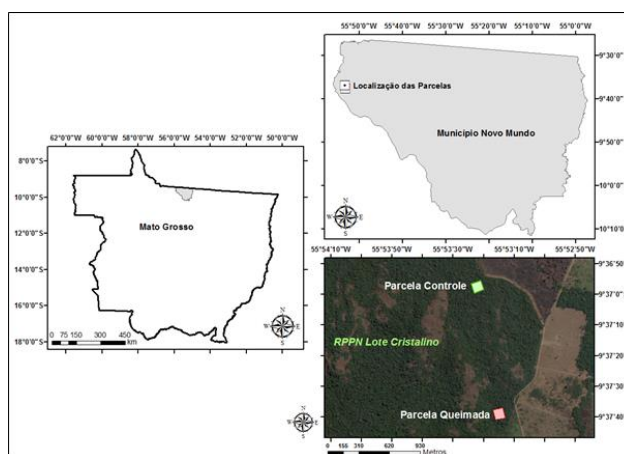 62°0'0"O 60°0'0"O 58°0'0"O 56°0'0"O 54°0'0"O 52°0'0"O 50°0'0"O
8°0'0"S
10°0'0"S
12°0'0"S
14°0'0"S
16°0'0"S
18°0'0"S
Mato Grosso
0 75 150 300 450
km
N
W E
S
55°50'0"O 55°40'0"O 55°30'0"O 55°20'0"O 55°10'0"O 55°0'0"O
9°30'0"S
9°40'0"S
9°50'0"S
10°0'0"S
Localização das Parcelas
Município Novo Mundo
N
W E
S
55°54'10"O 55°53'50"O 55°53'30"O 55°53'10"O 55°52'50"O
9°36'50"S
9°37'0"S
9°37'10"S
9°37'20"S
9°37'30"S
9°37'40"S
Parcela Controle
RPPN Lote Cristalino
Parcela Queimada
N
W E
S
Metros